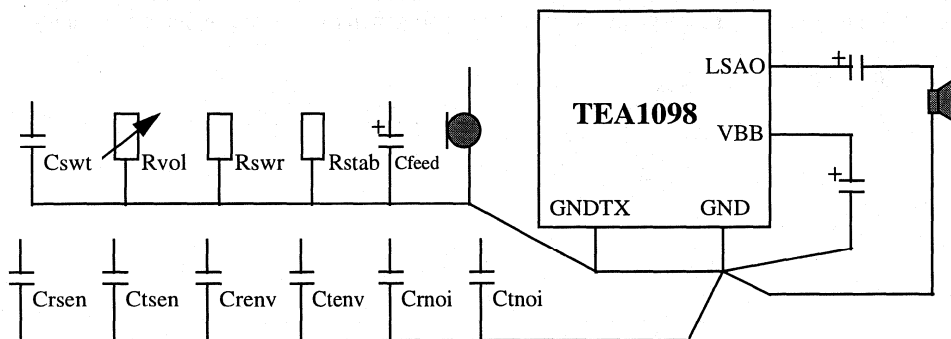 LSAO
+
TEA1098
VBB
+
+
Cswt
Rvol
Rswr
Rstab
Cfeed
GNDTX
GND
Crsen
Ctsen
Crenv
Ctenv
Crnoi
Ctnoi